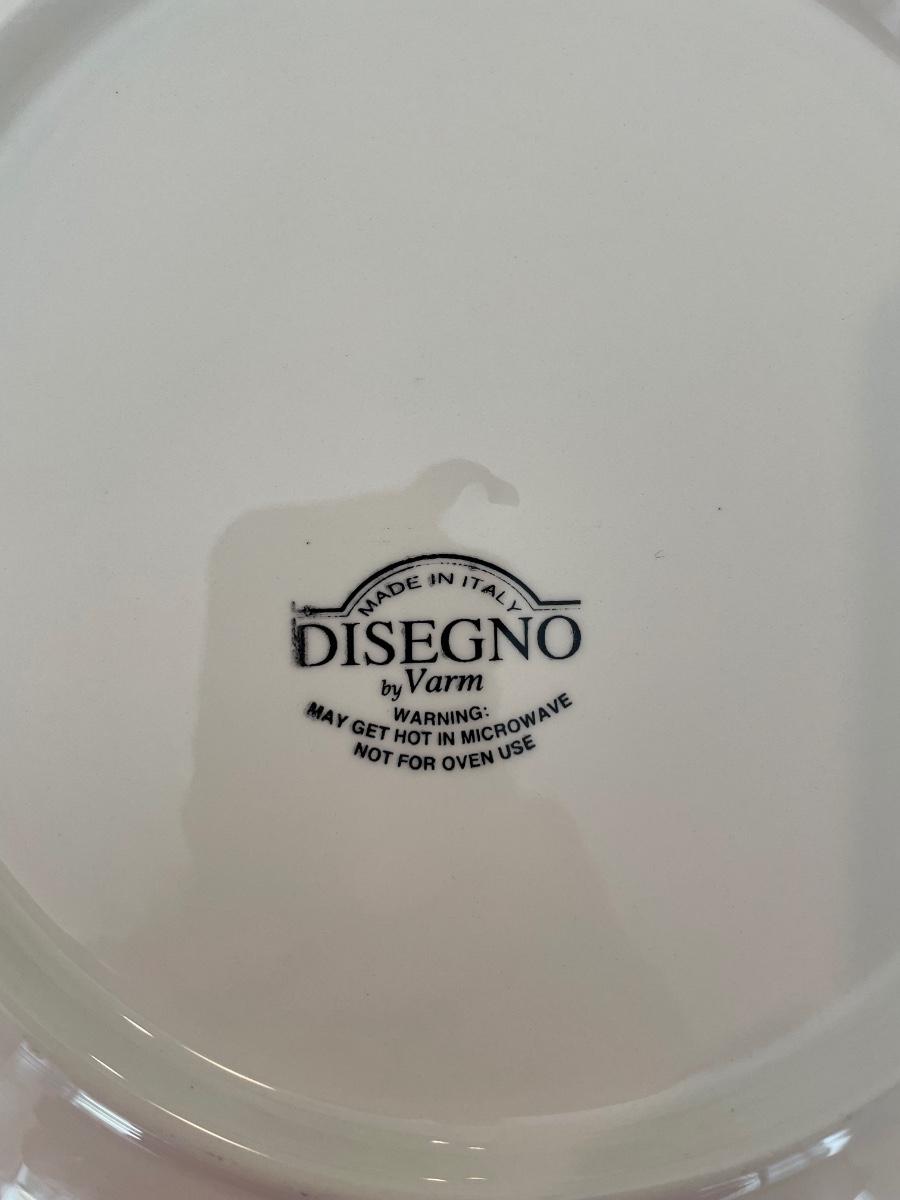 MADE IN ITALY
DISEGNO
by Varm
WARNING:
MAY GET HOT IN MICROWAVE
NOT FOR OVEN USE